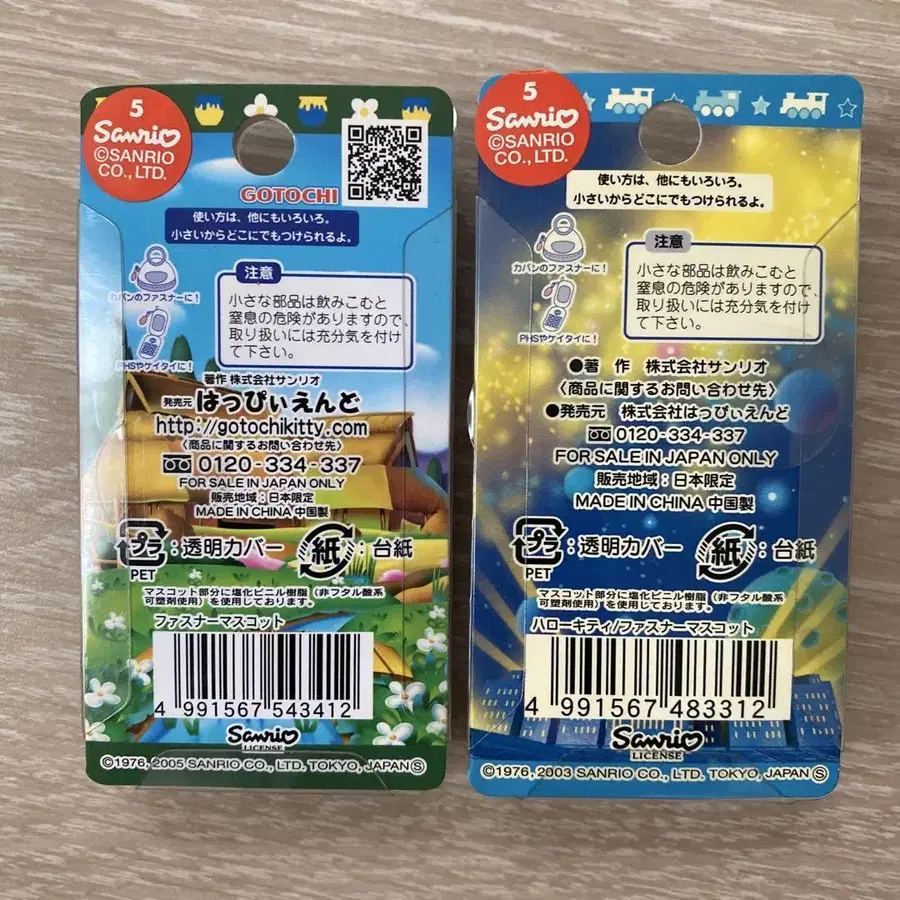 5
Sanrio
©SANRIO
CO., LTD.
GOTOCHI
使い方は、他にもいろいろ。
小さいからどこにでもつけられるよ。
カバンのファスナーに!
PHSやケイタイに!
注意
小さな部品は飲みこむと
窒息の危険がありますので、
取り扱いには充分気を付け
て下さい。
著作 株式会社サンリオ
発売元 はっぴぃえんど
http://gotochikitty.com
〈商品に関するお問い合わせ先〉
0120-334-337
FOR SALE IN JAPAN ONLY
販売地域:日本限定
MADE IN CHINA 中国製
プラ
:透明カバー
PET
紙
:台紙
マスコット部分に塩化ビニル樹脂(非フタル酸系
可塑剤使用)を使用しております。
ファスナーマスコット
4 991567 543412
Sanrio
LICENSE
©1976, 2005 SANRIO CO., LTD. TOKYO, JAPAN Ⓢ
5
Sanrio
©SANRIO
CO., LTD.
使い方は、他にもいろいろ。
小さいからどこにでもつけられるよ。
カバンのファスナーに!
PHSやケイタイに!
注意
小さな部品は飲みこむと
窒息の危険がありますので、
取り扱いには充分気を付け
て下さい。
●著 作 株式会社サンリオ
〈商品に関するお問い合わせ先〉
●発売元 株式会社はっぴぃえんど
0120-334-337
FOR SALE IN JAPAN ONLY
販売地域:日本限定
MADE IN CHINA 中国製
プラ
:透明カバー
PET
紙
:台紙
マスコット部分に塩化ビニル樹脂(非フタル酸系
可塑剤使用)を使用しております。
ハローキティ/ファスナーマスコット
4 991567 483312
Sanrio
LICENSE
©1976, 2003 SANRIO CO., LTD. TOKYO, JAPAN Ⓢ